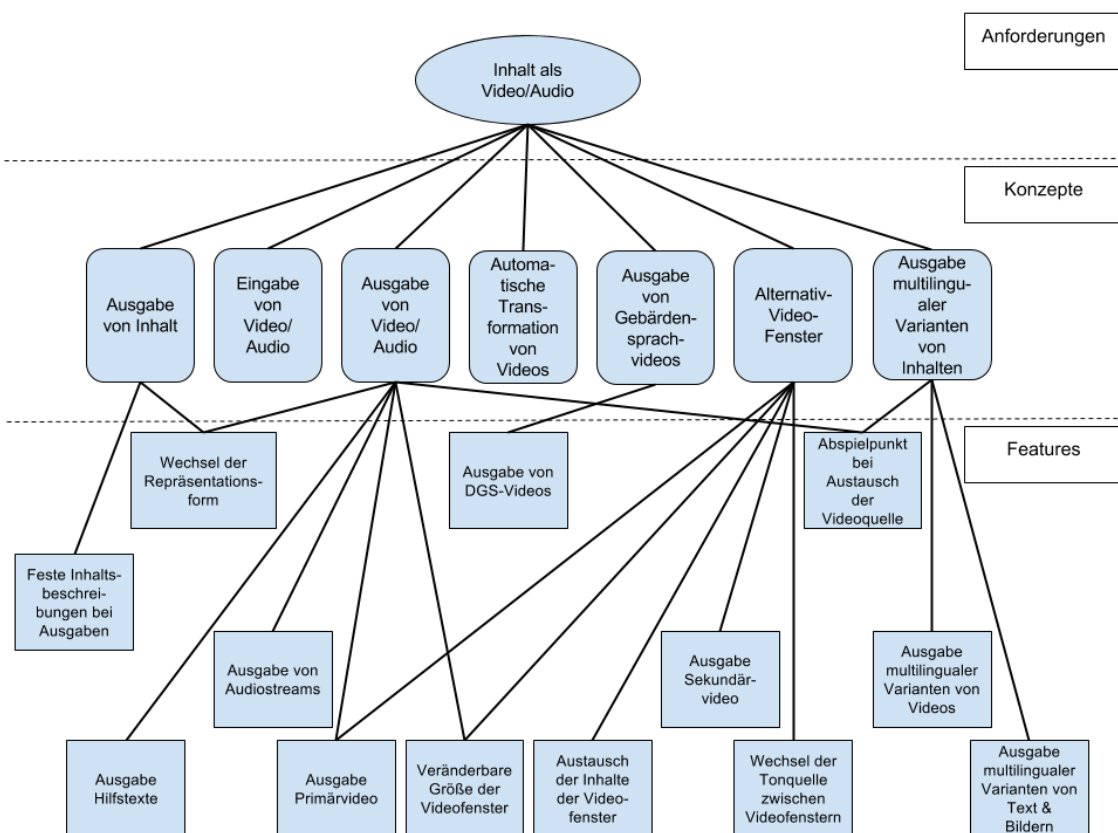 Anforderungen
Inhalt als
Video/Audio
Konzepte
Ausgabe
von Inhalt
Eingabe
von
Video/
Audio
Ausgabe
von
Video/
Audio
Automa-
tische
Trans-
formation
von
Videos
Ausgabe
von
Gebärden-
sprach-
videos
Alternativ-
Video-
Fenster
Ausgabe
multilingu-
aler
Varianten
von
Inhalten
Features
Wechsel der
Repräsentations-
form
Ausgabe von
DGS-Videos
Abspielpunkt
bei
Austausch
der
Videoquelle
Feste Inhalts-
beschrei-
bungen bei
Ausgaben
Ausgabe von
Audiostreams
Ausgabe
Sekundär-
video
Ausgabe
multilingualer
Varianten von
Videos
Ausgabe
Hilfstexte
Ausgabe
Primärvideo
Veränderbare
Größe der
Videofenster
Austausch
der Inhalte
der Video-
fenster
Wechsel der
Tonquelle
zwischen
Videofenstern
Ausgabe
multilingualer
Varianten von
Text &
Bildern